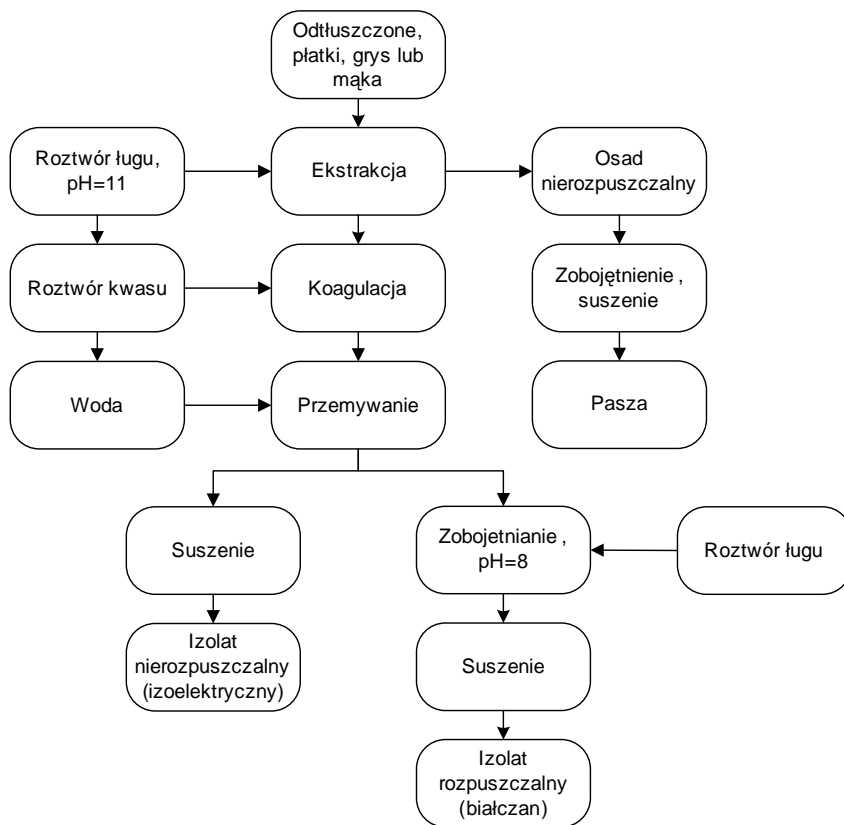 Odtłuszczone,
płatki, grys lub
mąka
Roztwór ługu,
pH=11
Ekstrakcja
Osad
nierozpuszczalny
Roztwór kwasu
Koagulacja
Zobojętnienie ,
suszenie
Woda
Przemywanie
Pasza
Suszenie
Zobojetnianie ,
pH=8
Roztwór ługu
Izolat
nierozpuszczalny
(izoelektryczny)
Suszenie
Izolat
rozpuszczalny
(białczan)